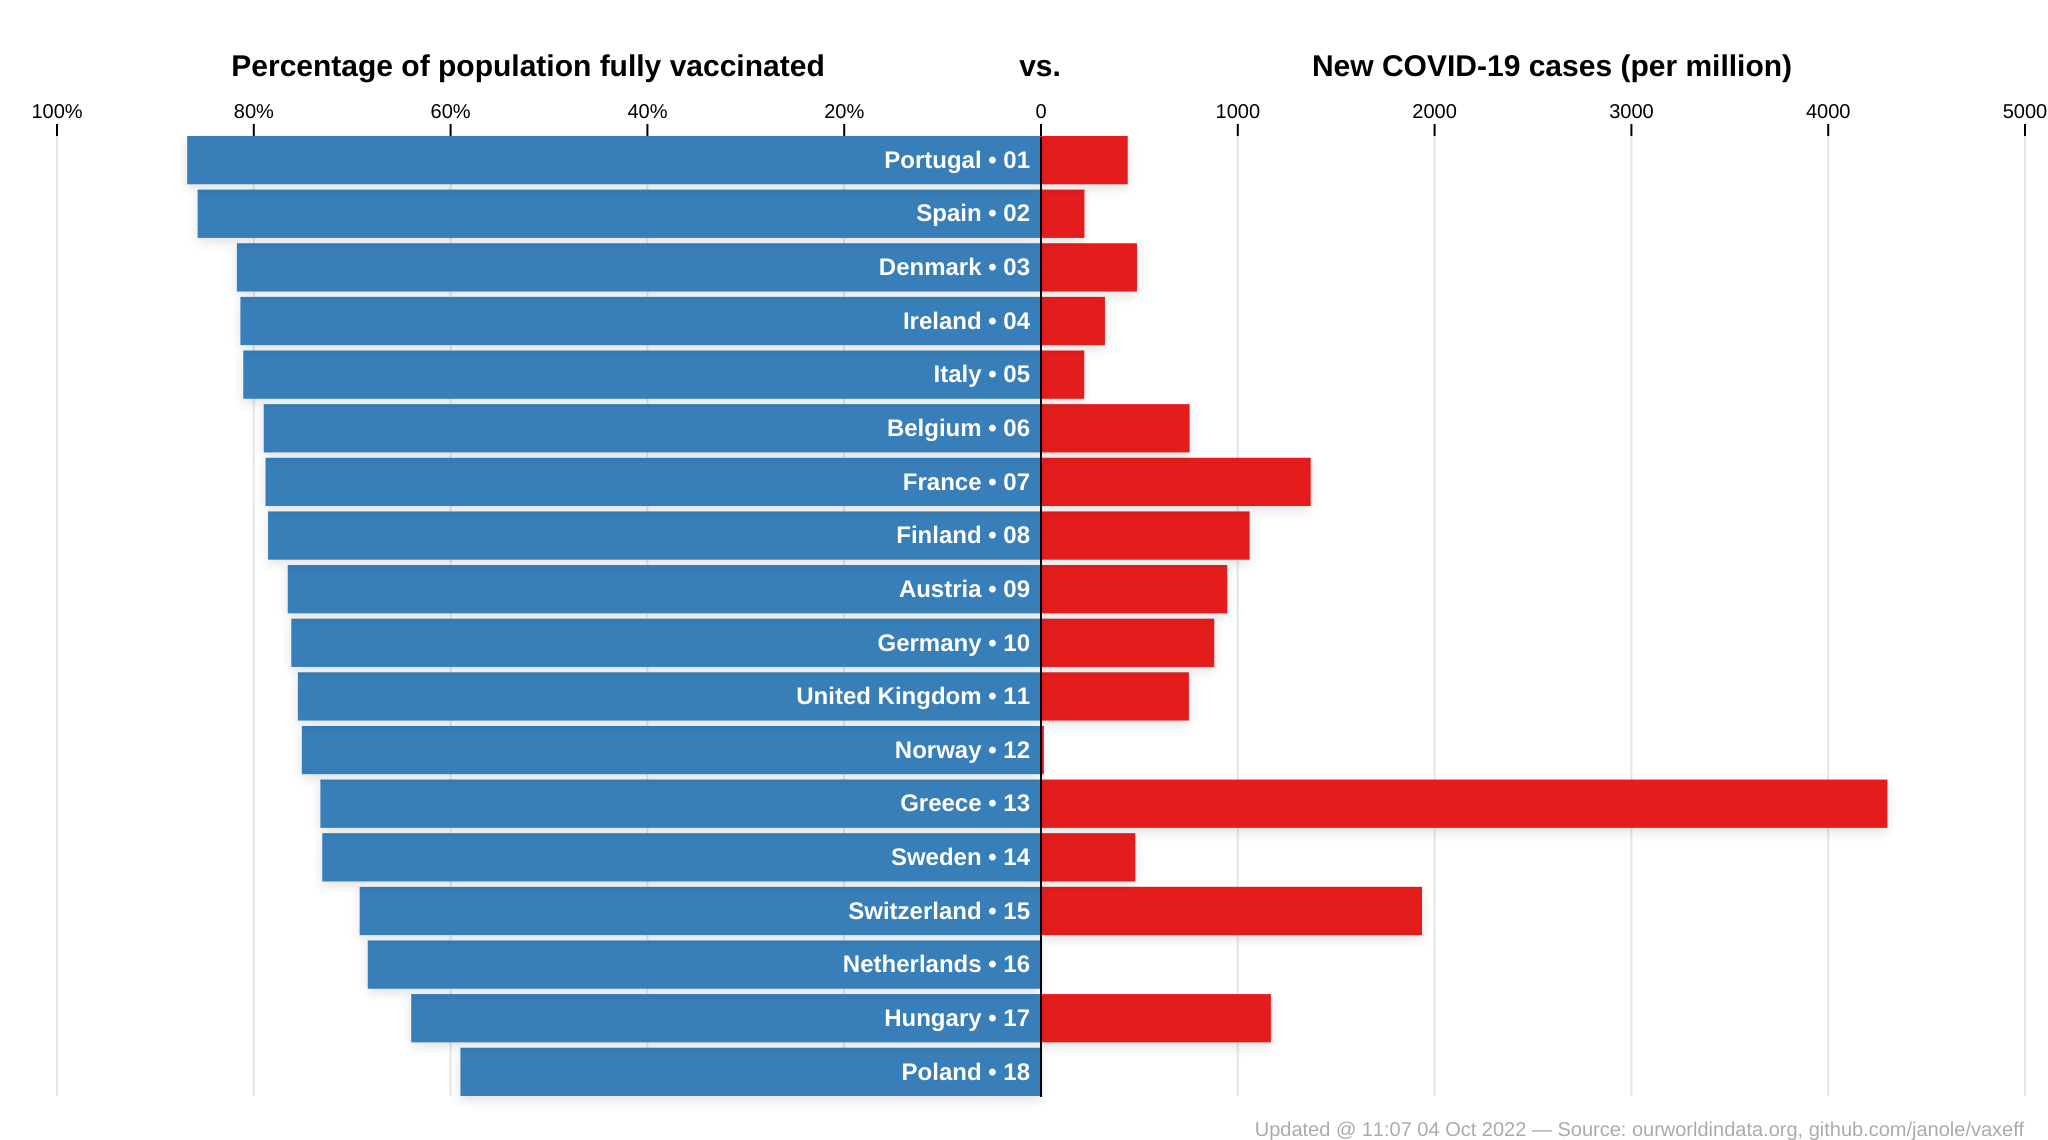 Percentage of population fully vaccinated vs. New COVID-19 cases (per million)
100% 80% 60% 40% 20% 0 1000 2000 3000 4000 5000
Portugal • 01
Spain • 02
Denmark • 03
Ireland • 04
Italy • 05
Belgium • 06
France • 07
Finland • 08
Austria • 09
Germany • 10
United Kingdom • 11
Norway • 12
Greece • 13
Sweden • 14
Switzerland • 15
Netherlands • 16
Hungary • 17
Poland • 18
Updated @ 11:07 04 Oct 2022 — Source: ourworldindata.org, github.com/janole/vaxeff